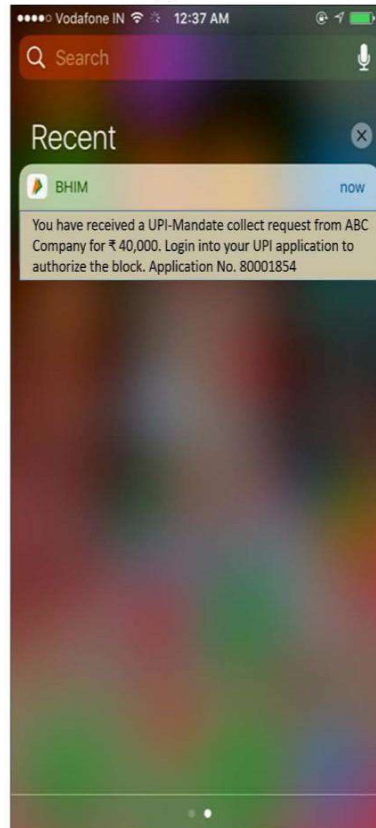 Vodafone IN 12:37 AM
Search
Recent
BHIM now
You have received a UPI-Mandate collect request from ABC
Company for ₹ 40,000. Login into your UPI application to
authorize the block. Application No. 80001854